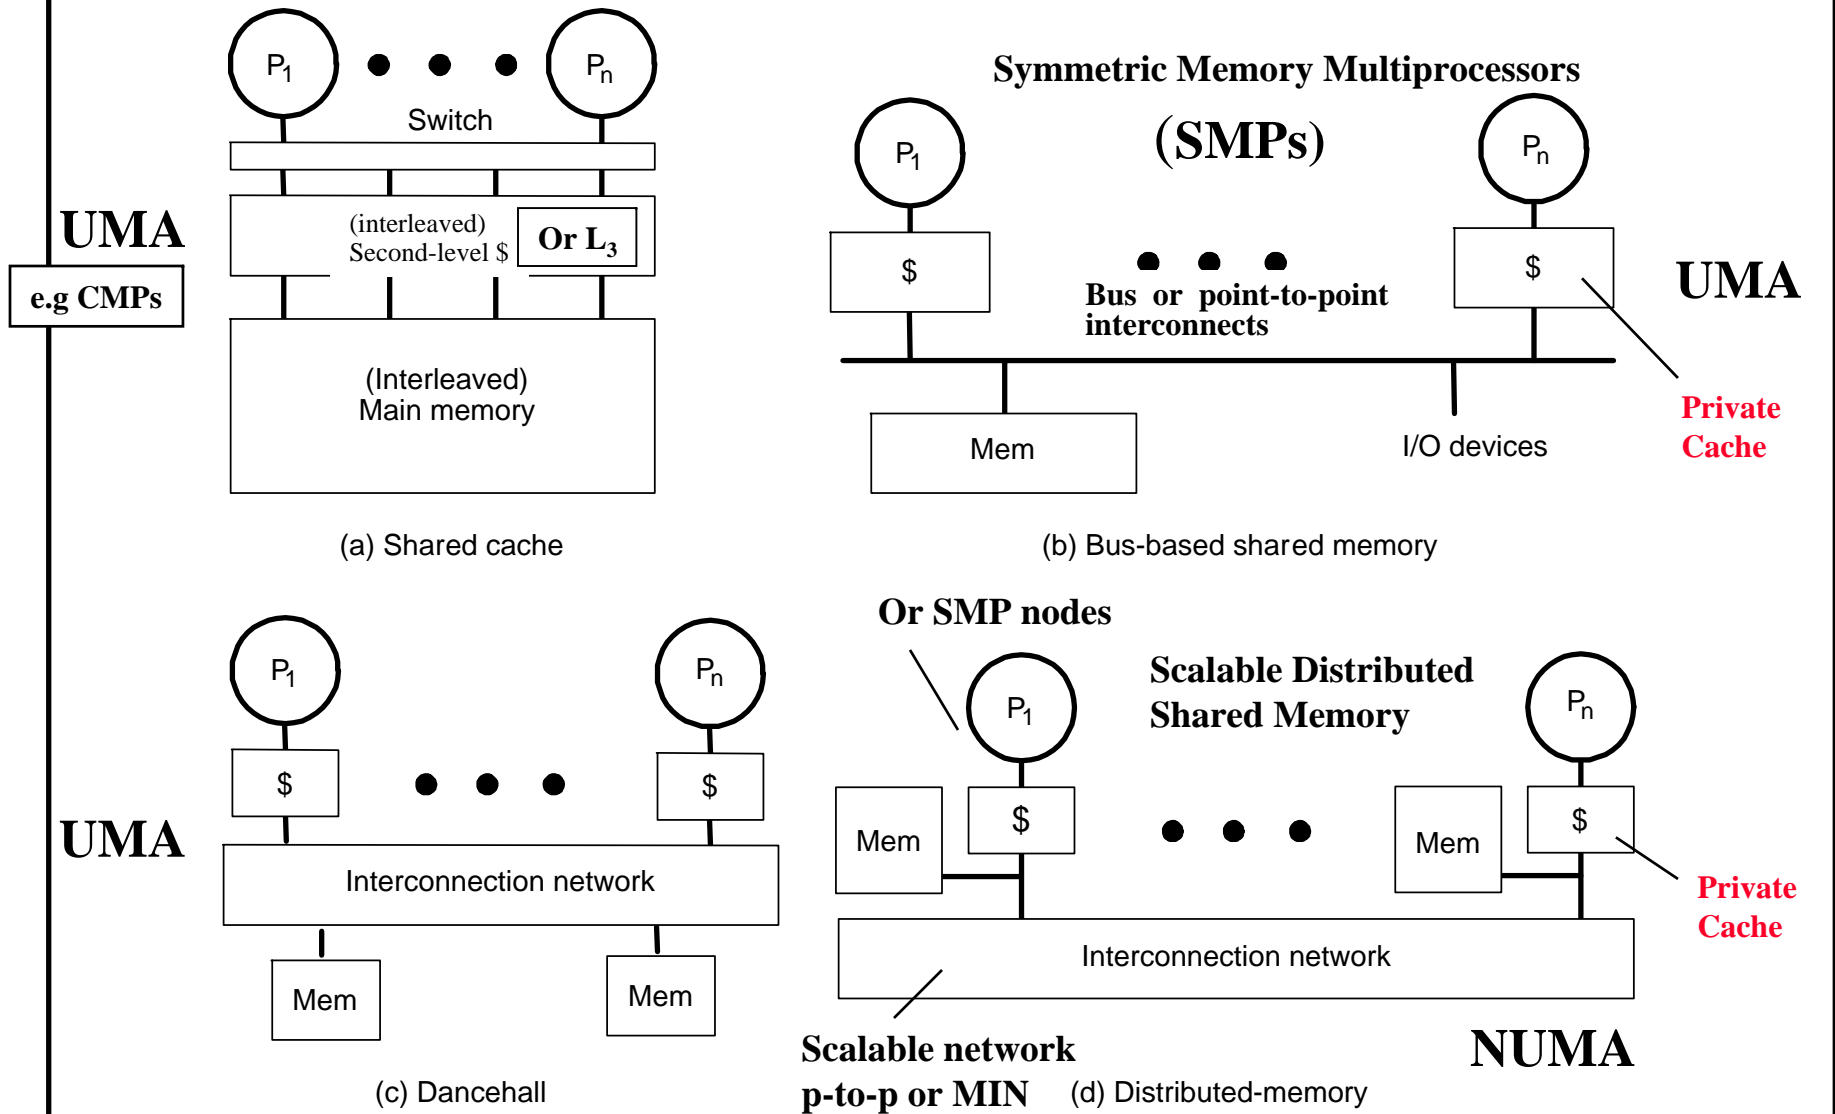 P1
Pn
Switch
UMA
(interleaved)
Second-level $
Or L3
e.g CMPs
(Interleaved)
Main memory
(a) Shared cache
Symmetric Memory Multiprocessors
(SMPs)
P1
Pn
$
$
Bus or point-to-point
interconnects
UMA
Mem
I/O devices
Private
Cache
(b) Bus-based shared memory
P1
Pn
$
$
UMA
Interconnection network
Mem
Mem
(c) Dancehall
Or SMP nodes
Scalable Distributed
Shared Memory
P1
Pn
Mem
$
Mem
$
Private
Cache
Interconnection network
Scalable network
p-to-p or MIN
NUMA
(d) Distributed-memory